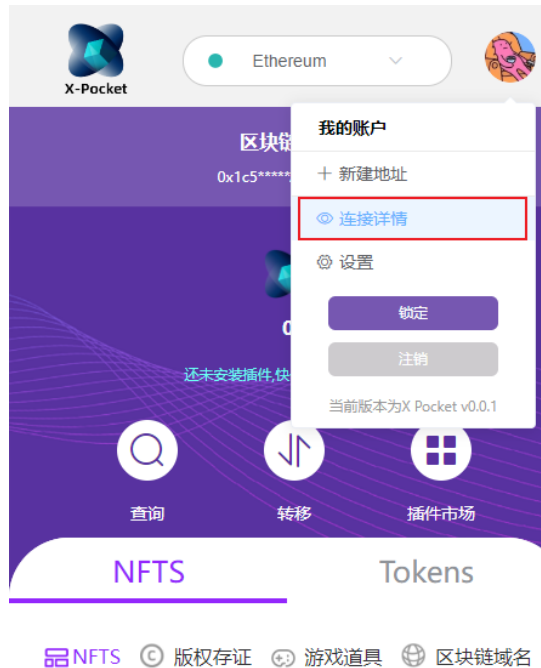 X-Pocket
Ethereum
我的账户
区块
0x1c5*****
新建地址
连接详情
设置
锁定
还未安装插件,快
注销
当前版本为X Pocket v0.0.1
查询
转移
插件市场
NFTS
Tokens
NFTS
版权存证
游戏道具
区块链域名